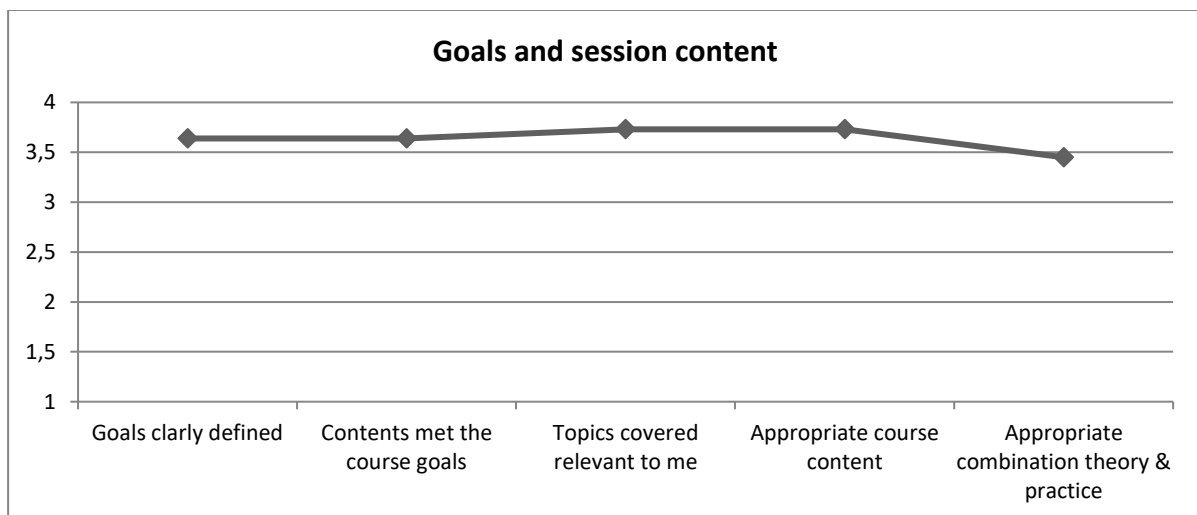 Goals and session content
4
3,5
3
2,5
2
1,5
1
Goals clarly defined
Contents met the
course goals
Topics covered
relevant to me
Appropriate course
content
Appropriate
combination theory &
practice